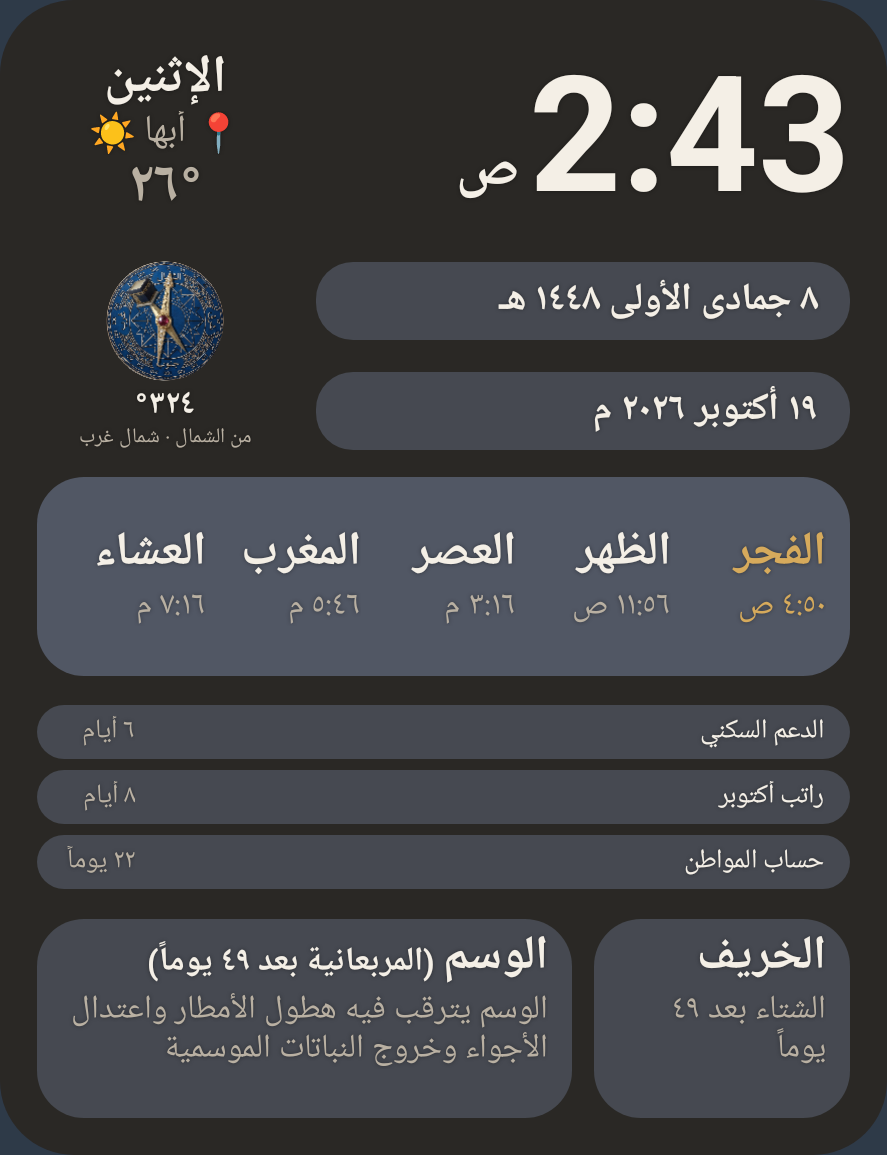 2:43 ص
الإثنين
📍 أبها ☀️
٢٦°
٨ جمادى الأولى ١٤٤٨ هـ
١٩ أكتوبر ٢٠٢٦ م
٣٢٤°
من الشمال · شمال غرب
الفجر الظهر العصر المغرب العشاء
٤:٥٠ ص ١١:٥٦ ص ٣:١٦ م ٥:٤٦ م ٧:١٦ م
الدعم السكني ٦ أيام
راتب أكتوبر ٨ أيام
حساب المواطن ٢٢ يوماً
الخريف
الشتاء بعد ٤٩
يوماً
الوسم (المربعانية بعد ٤٩ يوماً)
الوسم يترقب فيه هطول الأمطار واعتدال
الأجواء وخروج النباتات الموسمية